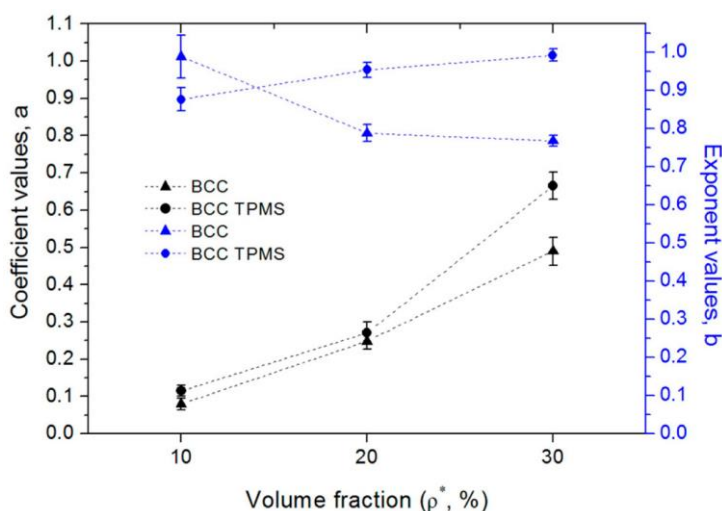 1.1
1.0
0.9
0.8
0.7
0.6
0.5
0.4
0.3
0.2
0.1
0.0
Coefficient values, a
BCC
BCC TPMS
BCC
BCC TPMS
1.0
0.9
0.8
0.7
0.6
0.5
0.4
0.3
0.2
0.1
0.0
Exponent values, b
10 20 30
Volume fraction (ρ*, %)